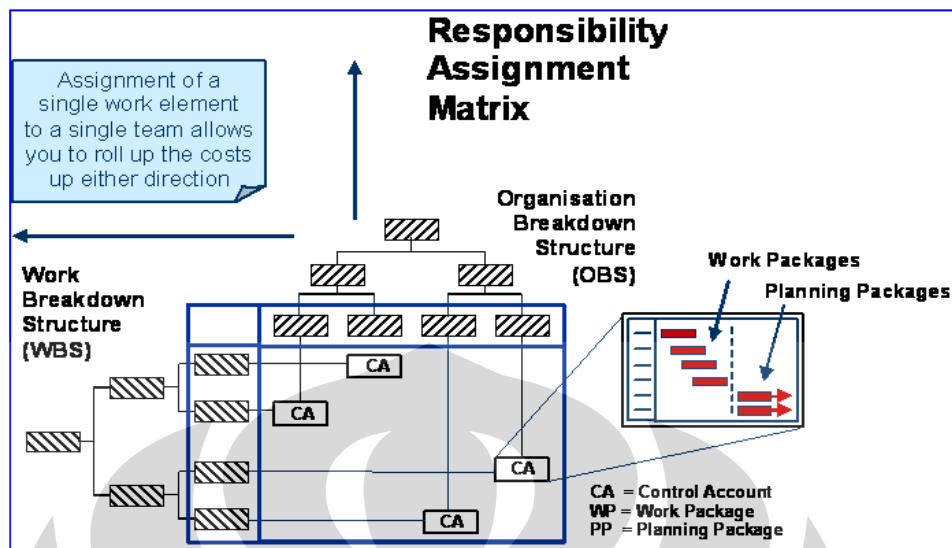 Responsibility
Assignment
Matrix
Assignment of a
single work element
to a single team allows
you to roll up the costs
up either direction
Organisation
Breakdown
Structure
(OBS)
Work
Breakdown
Structure
(WBS)
Work Packages
Planning Packages
CA
CA
CA
CA
CA = Control Account
WP = Work Package
PP = Planning Package